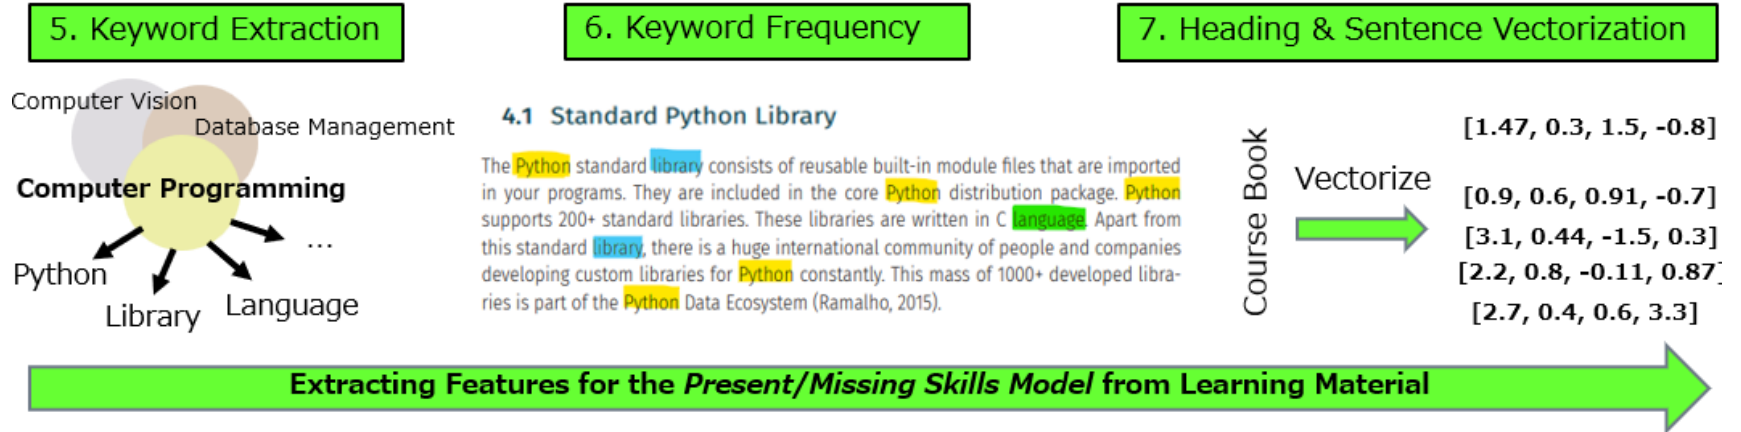 5. Keyword Extraction
6. Keyword Frequency
7. Heading & Sentence Vectorization
Computer Vision
Database Management
Computer Programming
...
Python
Library
Language
4.1 Standard Python Library
The Python standard library consists of reusable built-in module files that are imported
in your programs. They are included in the core Python distribution package. Python
supports 200+ standard libraries. These libraries are written in C language. Apart from
this standard library, there is a huge international community of people and companies
developing custom libraries for Python constantly. This mass of 1000+ developed libra-
ries is part of the Python Data Ecosystem (Ramalho, 2015).
Course Book
Vectorize
[1.47, 0.3, 1.5, -0.8]
[0.9, 0.6, 0.91, -0.7]
[3.1, 0.44, -1.5, 0.3]
[2.2, 0.8, -0.11, 0.87]
[2.7, 0.4, 0.6, 3.3]
Extracting Features for the Present/Missing Skills Model from Learning Material